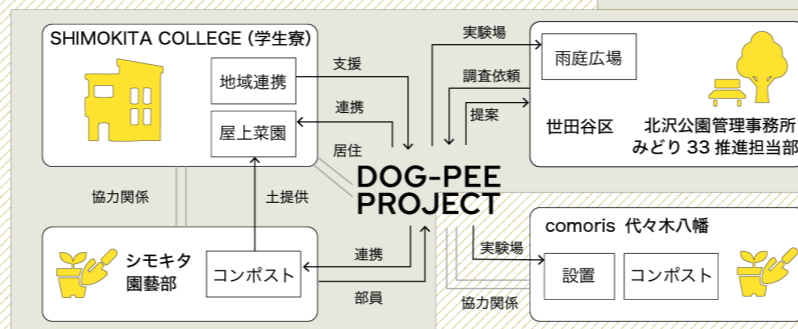 SHIMOKITA COLLEGE (学生寮)
地域連携
屋上菜園
支援
連携
居住
実験場
調査依頼
提案
雨庭広場
世田谷区
北沢公園管理事務所
みどり33推進担当部
DOG-PEE
PROJECT
協力関係
土提供
シモキタ
園藝部
コンポスト
連携
部員
実験場
協力関係
comoris 代々木八幡
設置
コンポスト